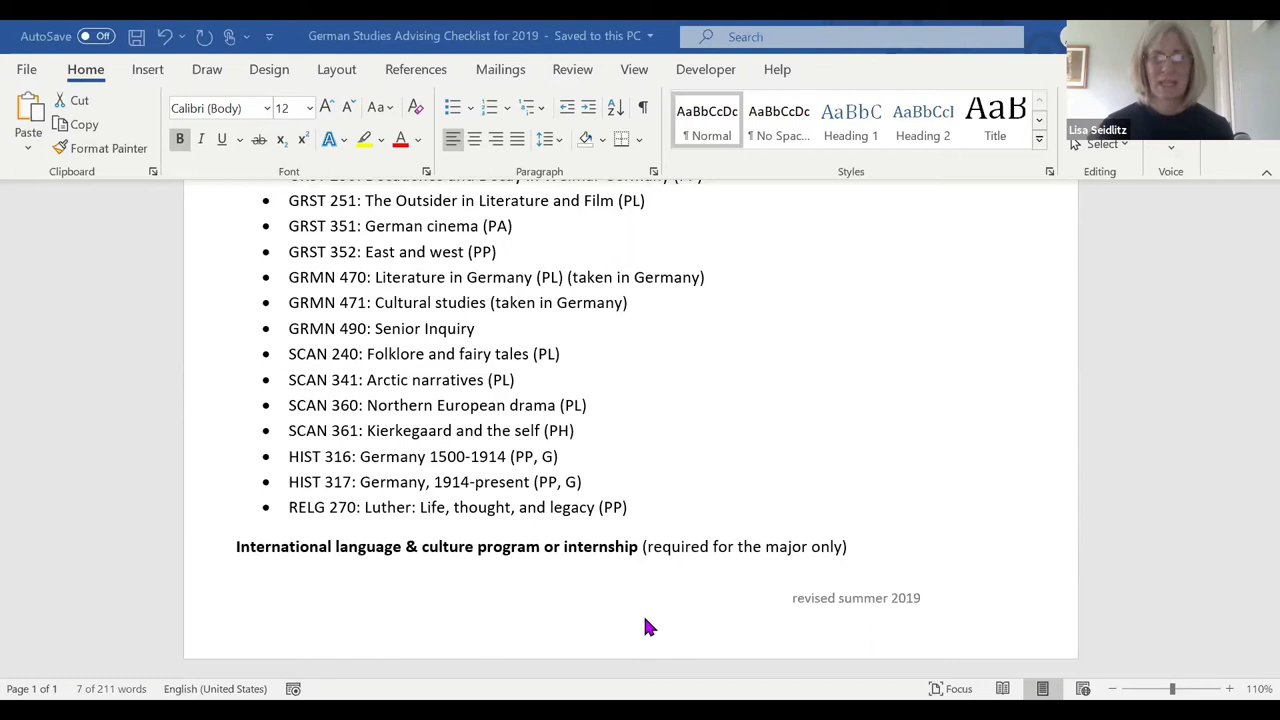 AutoSave Off German Studies Advising Checklist for 2019 - Saved to this PC Search
File Home Insert Draw Design Layout References Mailings Review View Developer Help
Lisa Seidlitz
Paste Cut Copy Format Painter
Calibri (Body) 12
AaBbCcDc AaBbCcDc AaBbC AaBbCcI AaB
¶ Normal ¶ No Spac... Heading 1 Heading 2 Title
Select
Clipboard Font Paragraph Styles Editing Voice
• GRST 251: The Outsider in Literature and Film (PL)
• GRST 351: German cinema (PA)
• GRST 352: East and west (PP)
• GRMN 470: Literature in Germany (PL) (taken in Germany)
• GRMN 471: Cultural studies (taken in Germany)
• GRMN 490: Senior Inquiry
• SCAN 240: Folklore and fairy tales (PL)
• SCAN 341: Arctic narratives (PL)
• SCAN 360: Northern European drama (PL)
• SCAN 361: Kierkegaard and the self (PH)
• HIST 316: Germany 1500-1914 (PP, G)
• HIST 317: Germany, 1914-present (PP, G)
• RELG 270: Luther: Life, thought, and legacy (PP)
International language & culture program or internship (required for the major only)
revised summer 2019
Page 1 of 1 7 of 211 words English (United States) Focus 110%